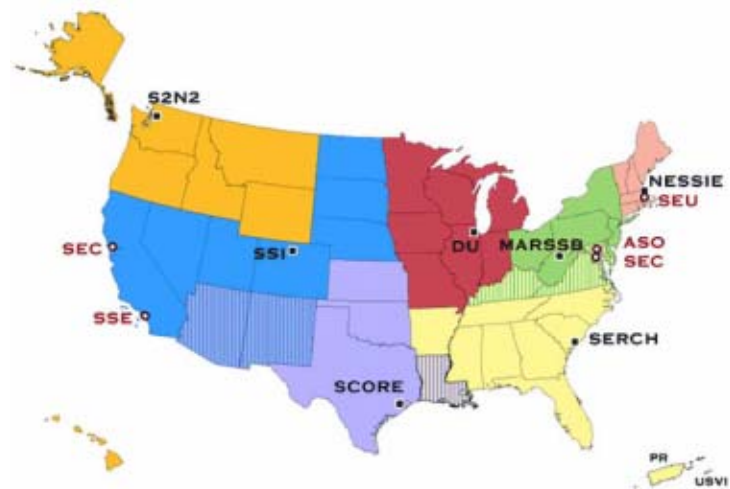 S2N2
NESSIE
SEU
SEC
SSI
DU
MARSSB
ASO
SEC
SSE
SERCH
SCORE
PR
USVI